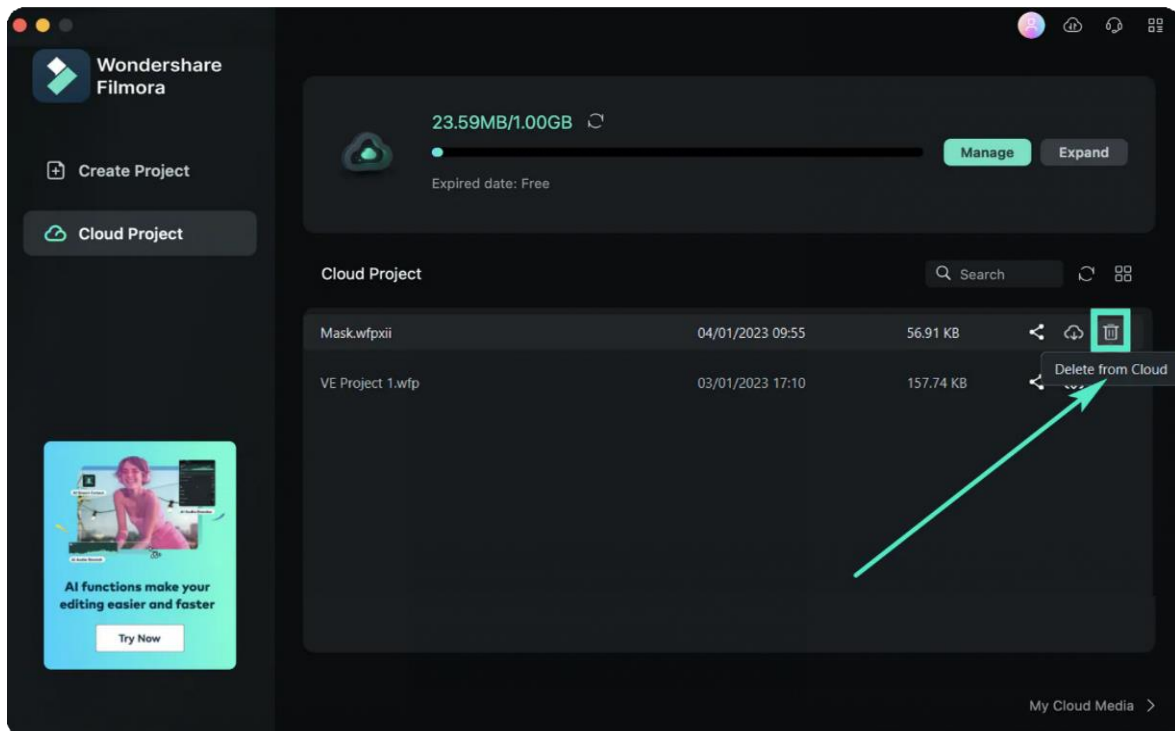 Wondershare
Filmora
Create Project
Cloud Project
23.59MB/1.00GB
Manage
Expand
Expired date: Free
Cloud Project
Search
Mask.wfpxii 04/01/2023 09:55 56.91 KB
Delete from Cloud
VE Project 1.wfp 03/01/2023 17:10 157.74 KB
AI functions make your
editing easier and faster
Try Now
My Cloud Media